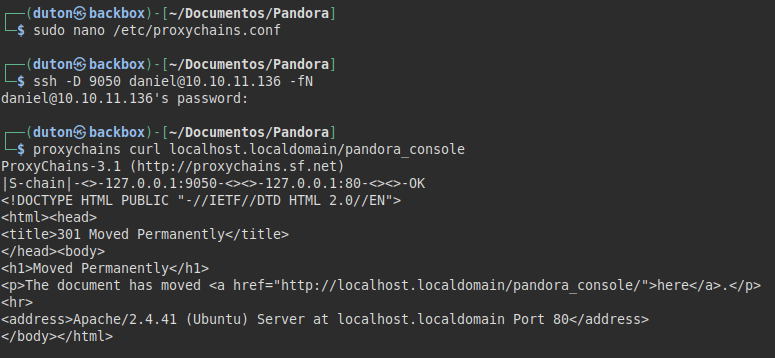 ┌──(duton㉿backbox)-[~/Documentos/Pandora]
└─$ sudo nano /etc/proxychains.conf
┌──(duton㉿backbox)-[~/Documentos/Pandora]
└─$ ssh -D 9050 daniel@10.10.11.136 -fN
daniel@10.10.11.136's password:
┌──(duton㉿backbox)-[~/Documentos/Pandora]
└─$ proxychains curl localhost.localdomain/pandora_console
ProxyChains-3.1 (http://proxychains.sf.net)
|S-chain|-<>-127.0.0.1:9050-<><>-127.0.0.1:80-<><>-OK
<!DOCTYPE HTML PUBLIC "-//IETF//DTD HTML 2.0//EN">
<html><head>
<title>301 Moved Permanently</title>
</head><body>
<h1>Moved Permanently</h1>
<p>The document has moved <a href="http://localhost.localdomain/pandora_console/">here</a>.</p>
<hr>
<address>Apache/2.4.41 (Ubuntu) Server at localhost.localdomain Port 80</address>
</body></html>